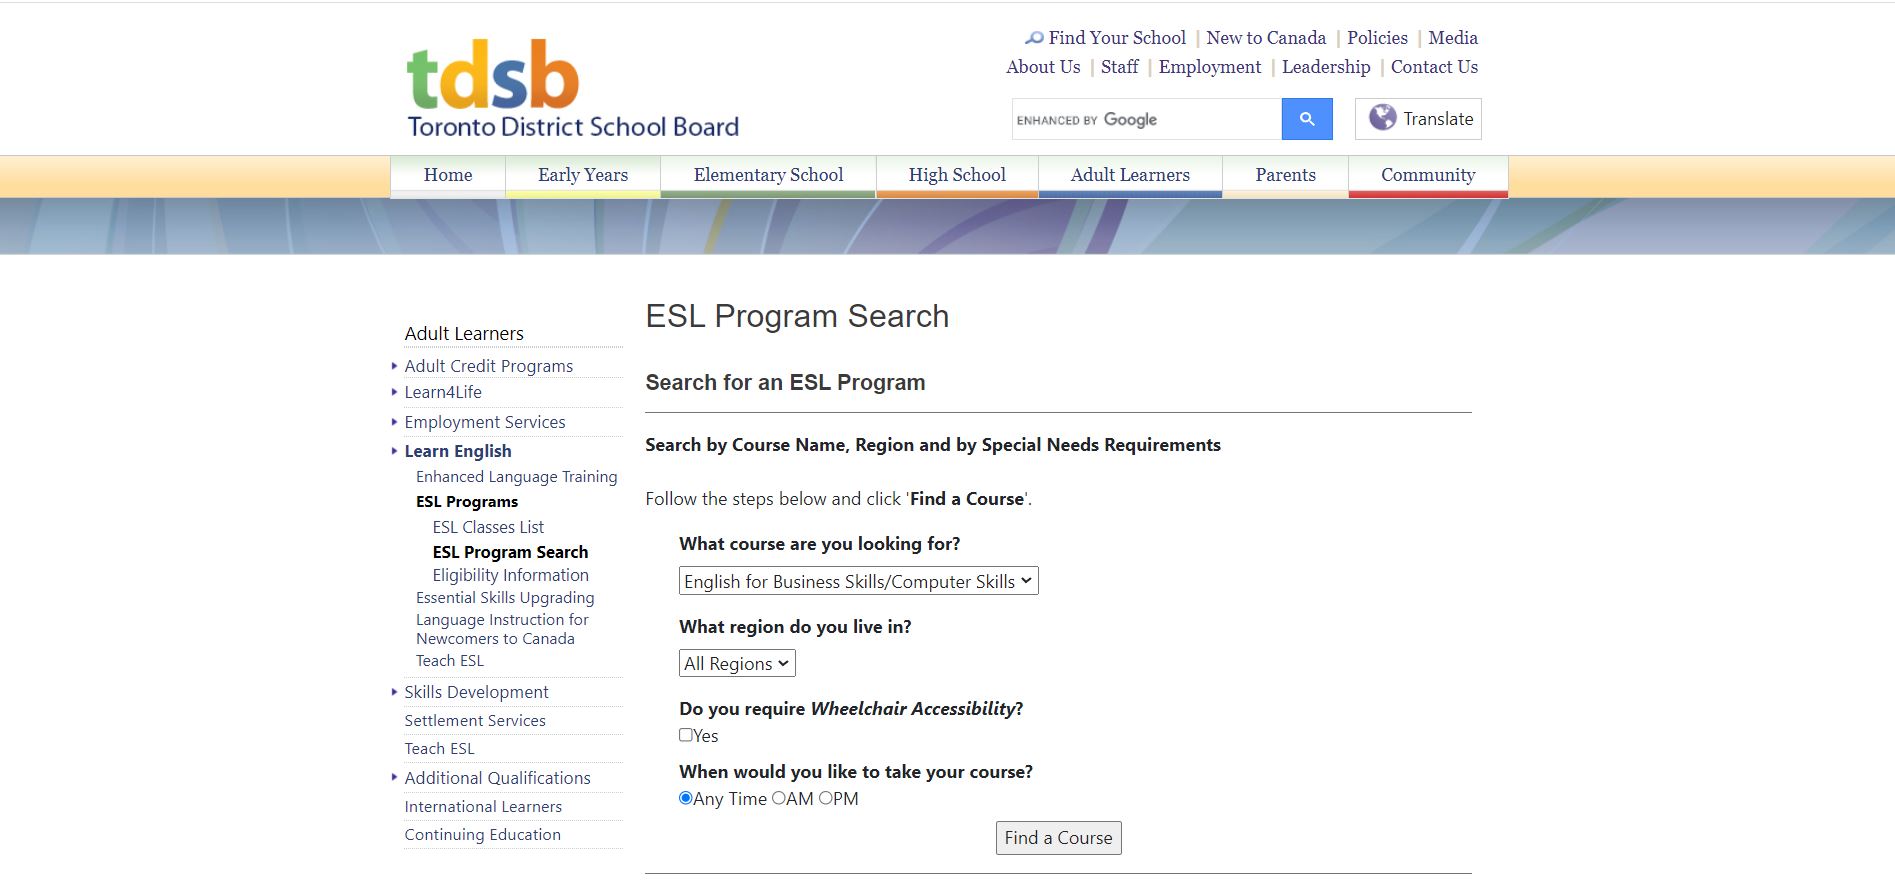 tdsb
Toronto District School Board
Find Your School | New to Canada | Policies | Media
About Us | Staff | Employment | Leadership | Contact Us
ENHANCED BY Google
Translate
Home Early Years Elementary School High School Adult Learners Parents Community
Adult Learners
Adult Credit Programs
Learn4Life
Employment Services
Learn English
Enhanced Language Training
ESL Programs
ESL Classes List
ESL Program Search
Eligibility Information
Essential Skills Upgrading
Language Instruction for
Newcomers to Canada
Teach ESL
Skills Development
Settlement Services
Teach ESL
Additional Qualifications
International Learners
Continuing Education
ESL Program Search
Search for an ESL Program
Search by Course Name, Region and by Special Needs Requirements
Follow the steps below and click 'Find a Course'.
What course are you looking for?
English for Business Skills/Computer Skills
What region do you live in?
All Regions
Do you require Wheelchair Accessibility?
Yes
When would you like to take your course?
Any Time AM PM
Find a Course